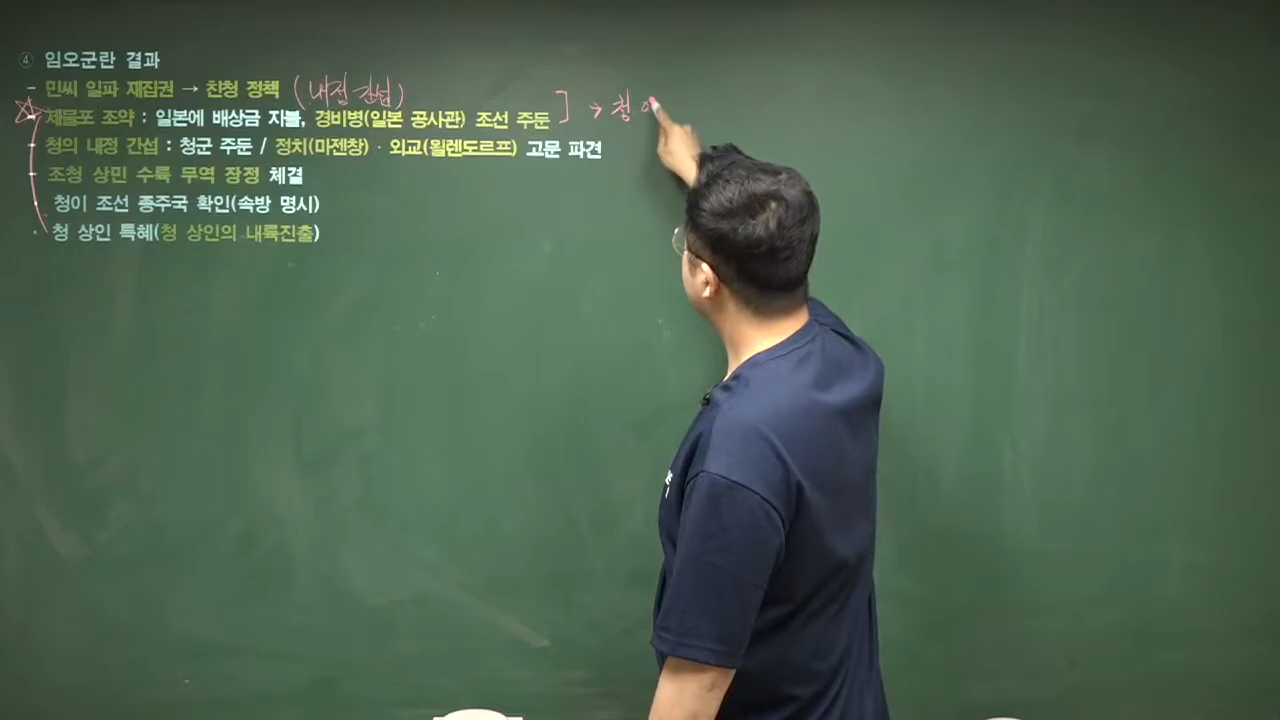 ④ 임오군란 결과
- 민씨 일파 재집권 → 친청 정책 (내정 간섭)
- 제물포 조약 : 일본에 배상금 지불, 경비병(일본 공사관) 조선 주둔 ] → 청
- 청의 내정 간섭 : 청군 주둔 / 정치(마젠창) · 외교(묄렌도르프) 고문 파견
- 조청 상민 수륙 무역 장정 체결
· 청이 조선 종주국 확인(속방 명시)
· 청 상인 특혜(청 상인의 내륙진출)